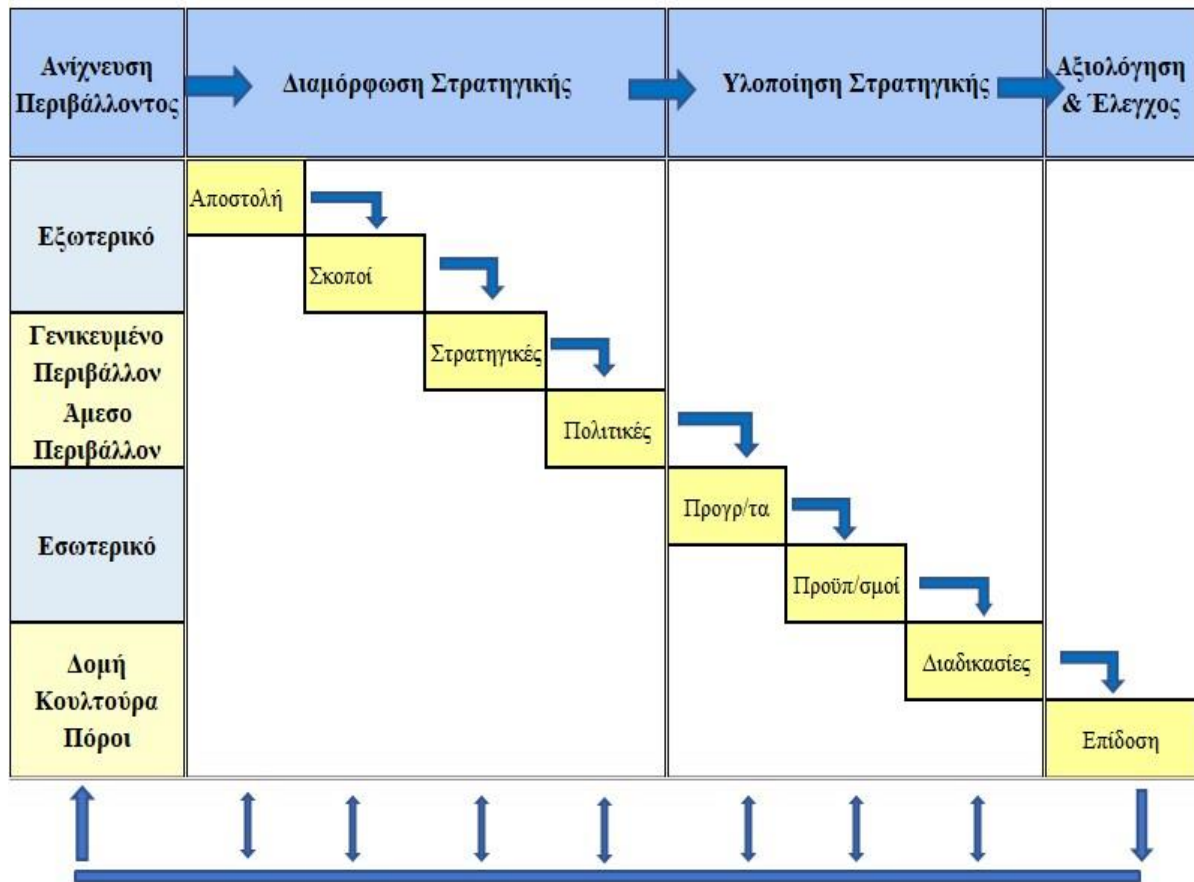 Ανίχνευση
Περιβάλλοντος
Διαμόρφωση Στρατηγικής
Υλοποίηση Στρατηγικής
Αξιολόγηση
& Έλεγχος
Εξωτερικό
Γενικευμένο
Περιβάλλον
Άμεσο
Περιβάλλον
Εσωτερικό
Δομή
Κουλτούρα
Πόροι
Αποστολή
Σκοποί
Στρατηγικές
Πολιτικές
Προγρ/τα
Προϋπ/σμοί
Διαδικασίες
Επίδοση